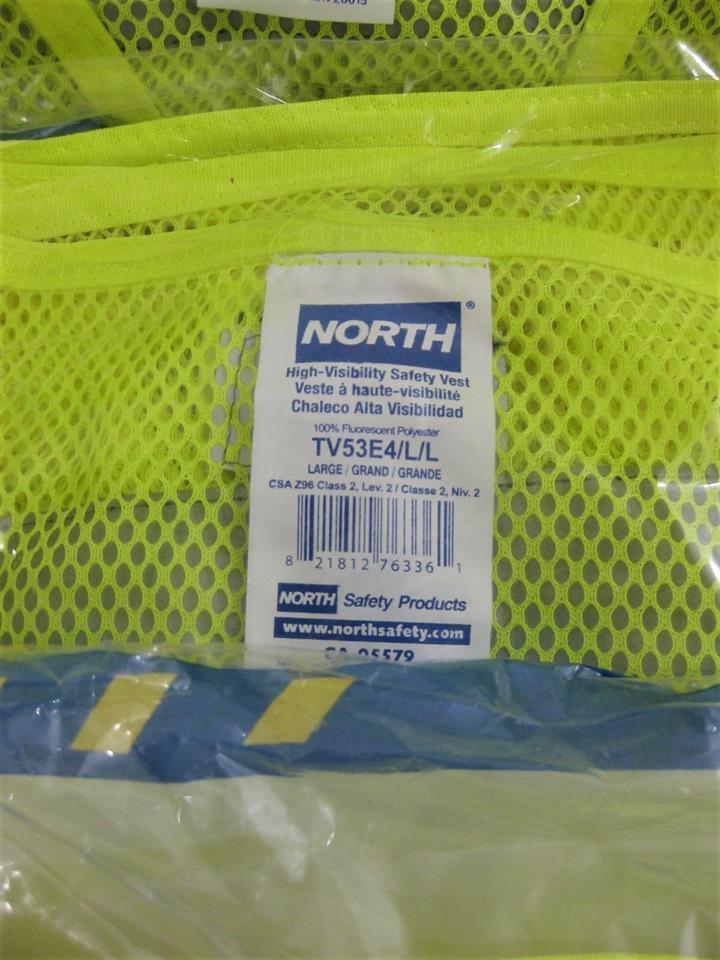 NORTH®
High-Visibility Safety Vest
Veste à haute-visibilité
Chaleco Alta Visibilidad
100% Fluorescent Polyester
TV53E4/L/L
LARGE / GRAND / GRANDE
CSA Z96 Class 2, Lev. 2 / Classe 2, Niv. 2
8 21812 76336 1
NORTH Safety Products
www.northsafety.com
CA 05579